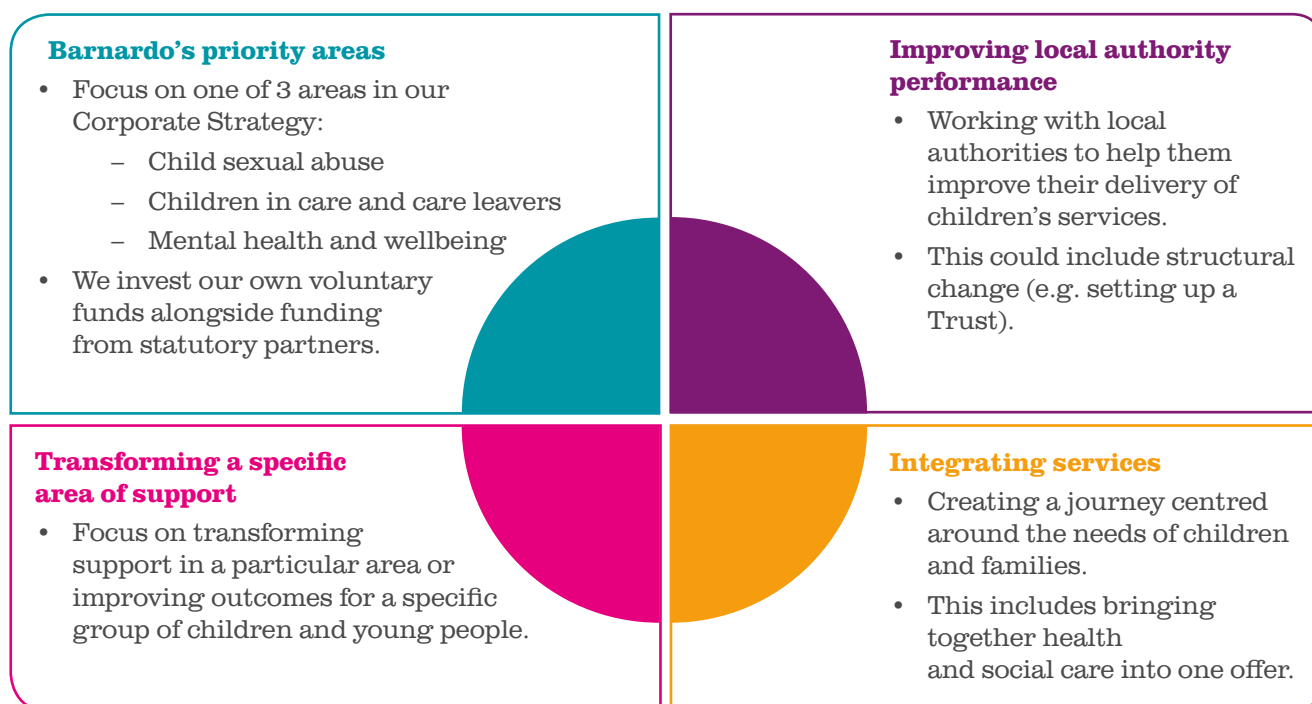 Barnardo’s priority areas
• Focus on one of 3 areas in our
Corporate Strategy:
– Child sexual abuse
– Children in care and care leavers
– Mental health and wellbeing
• We invest our own voluntary
funds alongside funding
from statutory partners.
Improving local authority
performance
• Working with local
authorities to help them
improve their delivery of
children’s services.
• This could include structural
change (e.g. setting up a
Trust).
Transforming a specific
area of support
• Focus on transforming
support in a particular area or
improving outcomes for a specific
group of children and young people.
Integrating services
• Creating a journey centred
around the needs of children
and families.
• This includes bringing
together health
and social care into one offer.